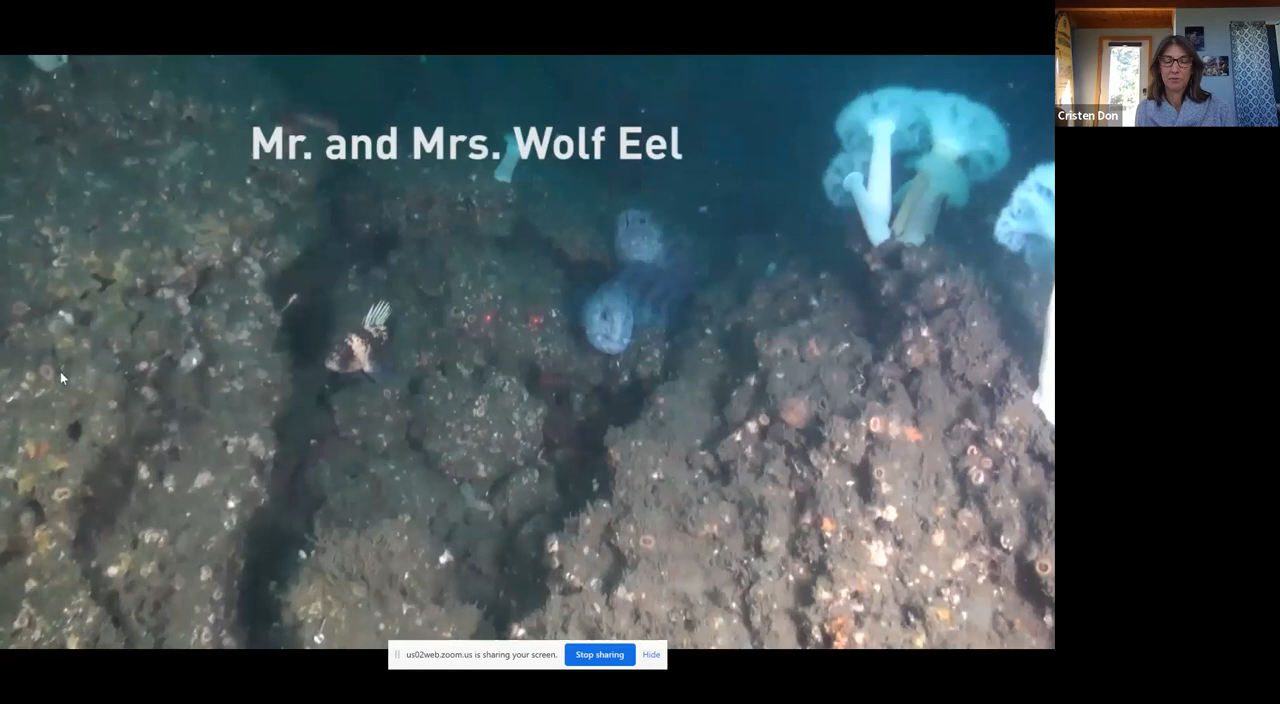 Cristen Don
Mr. and Mrs. Wolf Eel
us02web.zoom.us is sharing your screen. Stop sharing Hide